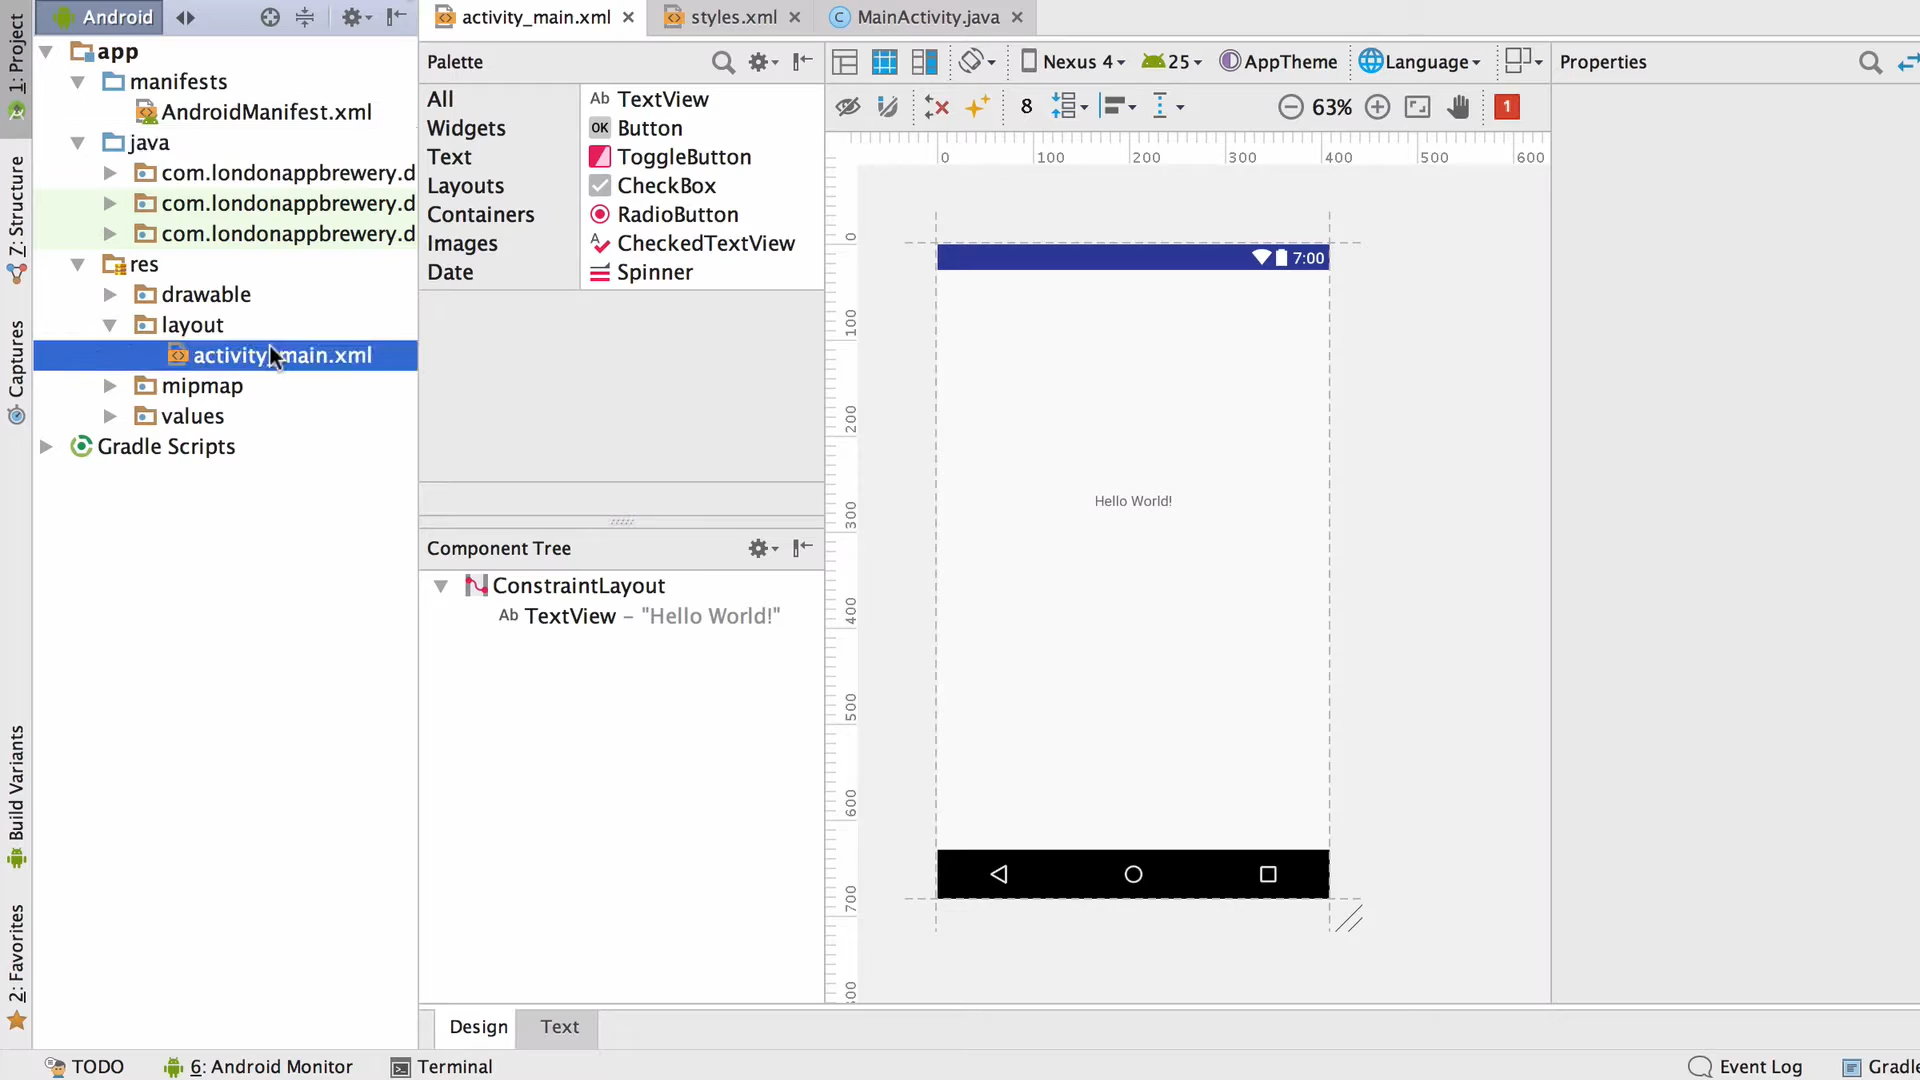 1: Project
Z: Structure
Captures
Build Variants
2: Favorites
Android
app
manifests
AndroidManifest.xml
java
com.londonappbrewery.d
com.londonappbrewery.d
com.londonappbrewery.d
res
drawable
layout
activity_main.xml
mipmap
values
Gradle Scripts
activity_main.xml
styles.xml
C MainActivity.java
Palette
All
Widgets
Text
Layouts
Containers
Images
Date
Ab TextView
OK Button
ToggleButton
CheckBox
RadioButton
CheckedTextView
Spinner
Component Tree
ConstraintLayout
Ab TextView – "Hello World!"
Nexus 4
25
AppTheme
Language
8
63%
1
0 100 200 300 400 500 600
0
100
200
300
400
500
600
700
7:00
Hello World!
Properties
Design
Text
TODO
6: Android Monitor
Terminal
Event Log
Gradle